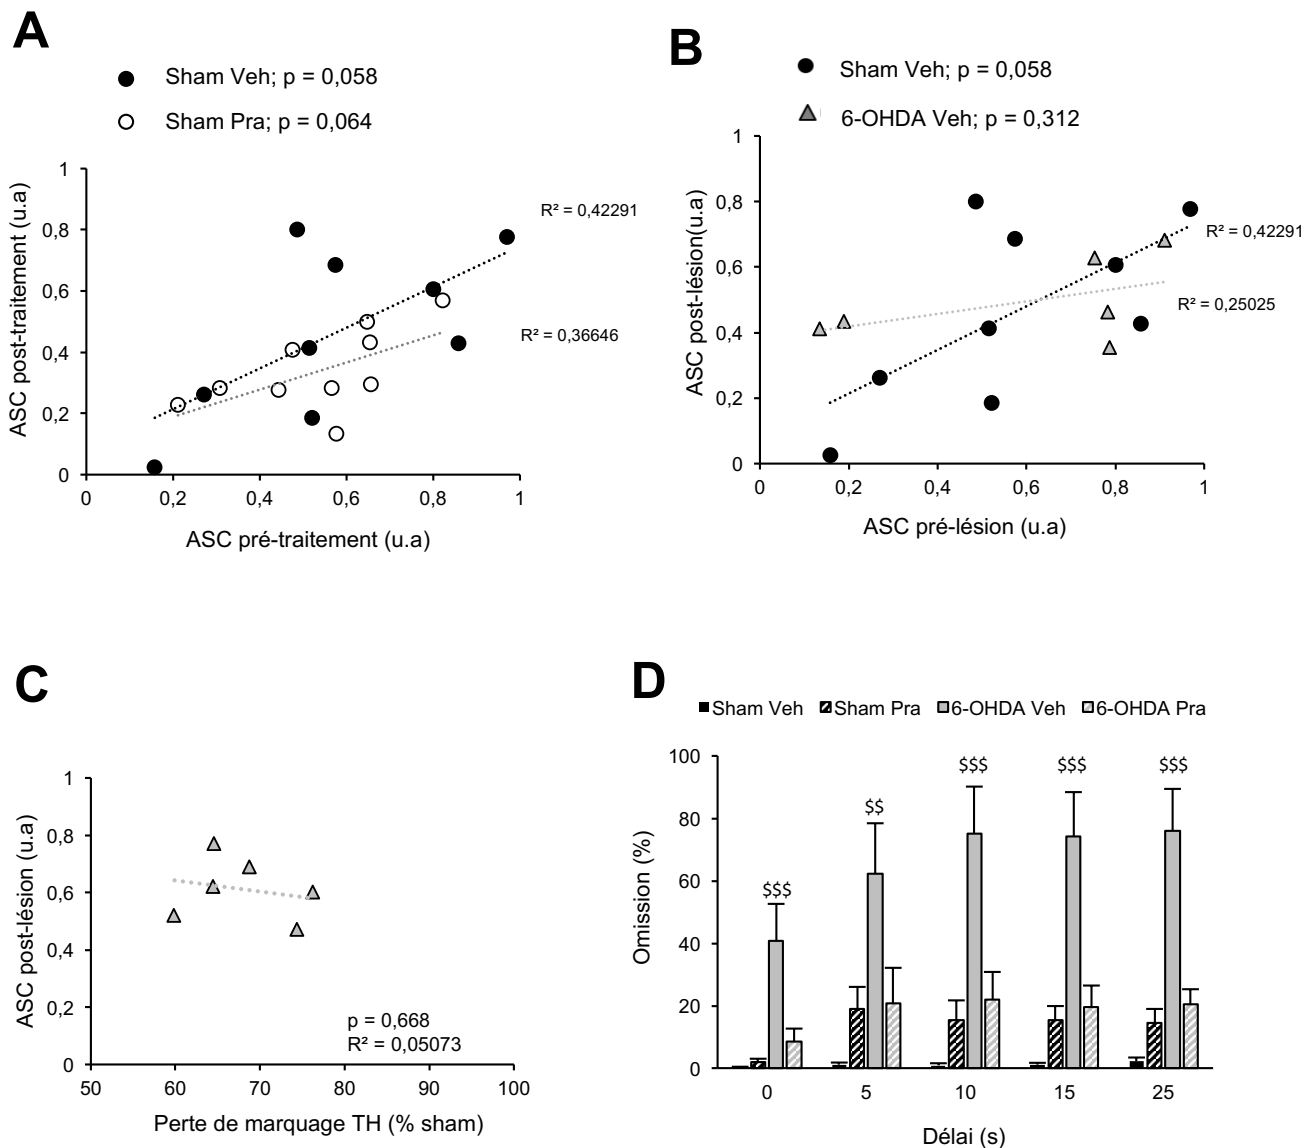 A
Sham Veh; p = 0,058
Sham Pra; p = 0,064
1
0,8
0,6
0,4
0,2
0
0
0,2
0,4
0,6
0,8
1
R² = 0,42291
R² = 0,36646
ASC post-traitement (u.a)
ASC pré-traitement (u.a)
B
Sham Veh; p = 0,058
6-OHDA Veh; p = 0,312
1
0,8
0,6
0,4
0,2
0
0
0,2
0,4
0,6
0,8
1
R² = 0,42291
R² = 0,25025
ASC post-lésion(u.a)
ASC pré-lésion (u.a)
C
1
0,8
0,6
0,4
0,2
0
50
60
70
80
90
100
p = 0,668
R² = 0,05073
ASC post-lésion (u.a)
Perte de marquage TH (% sham)
D
Sham Veh
Sham Pra
6-OHDA Veh
6-OHDA Pra
100
80
60
40
20
0
$$$
$$
$$$
$$$
$$$
0
5
10
15
25
Omission (%)
Délai (s)